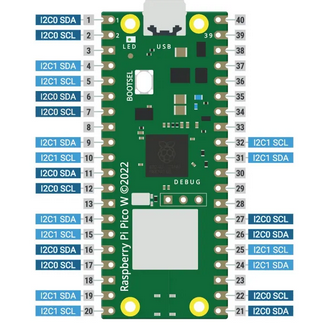 I2C0 SDA 1 40
I2C0 SCL 2 2 LED USB 39 39
3 38
I2C1 SDA 4 37
I2C1 SCL 5 36
I2C0 SDA 6 35
I2C0 SCL 7 34
8 33
I2C1 SDA 9 32 I2C1 SCL
I2C1 SCL 10 31 I2C1 SDA
I2C0 SDA 11 30
I2C0 SCL 12 29
13 28
I2C1 SDA 14 27 I2C0 SCL
I2C1 SCL 15 26 I2C0 SDA
I2C0 SDA 16 25 I2C1 SCL
I2C0 SCL 17 24 I2C1 SDA
18 23
I2C1 SDA 19 22 I2C0 SCL
I2C1 SCL 20 21 I2C0 SDA
BOOTSEL
DEBUG
Raspberry Pi Pico W ©2022